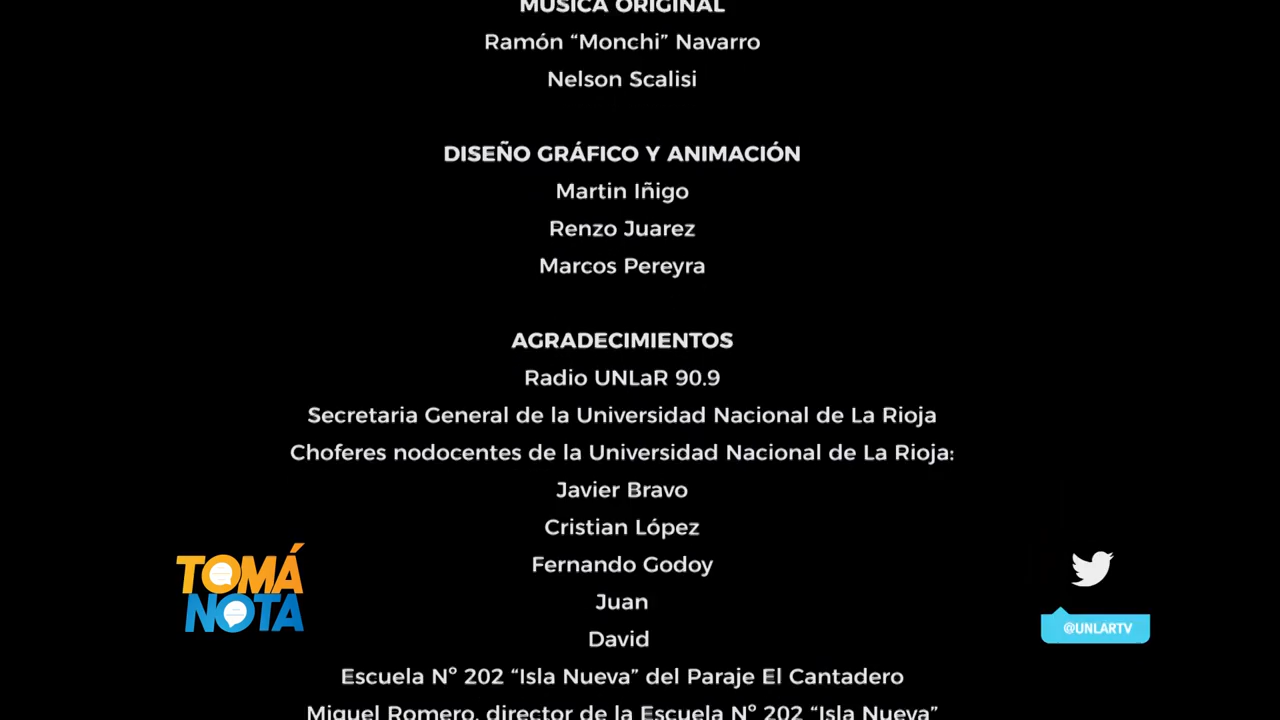 MÚSICA ORIGINAL
Ramón “Monchi” Navarro
Nelson Scalisi
DISEÑO GRÁFICO Y ANIMACIÓN
Martin Iñigo
Renzo Juarez
Marcos Pereyra
AGRADECIMIENTOS
Radio UNLaR 90.9
Secretaria General de la Universidad Nacional de La Rioja
Choferes nodocentes de la Universidad Nacional de La Rioja:
Javier Bravo
Cristian López
Fernando Godoy
Juan
David
Escuela Nº 202 “Isla Nueva” del Paraje El Cantadero
Miguel Romero, director de la Escuela Nº 202 “Isla Nueva”
TOMÁ
NOTA
@UNLARTV